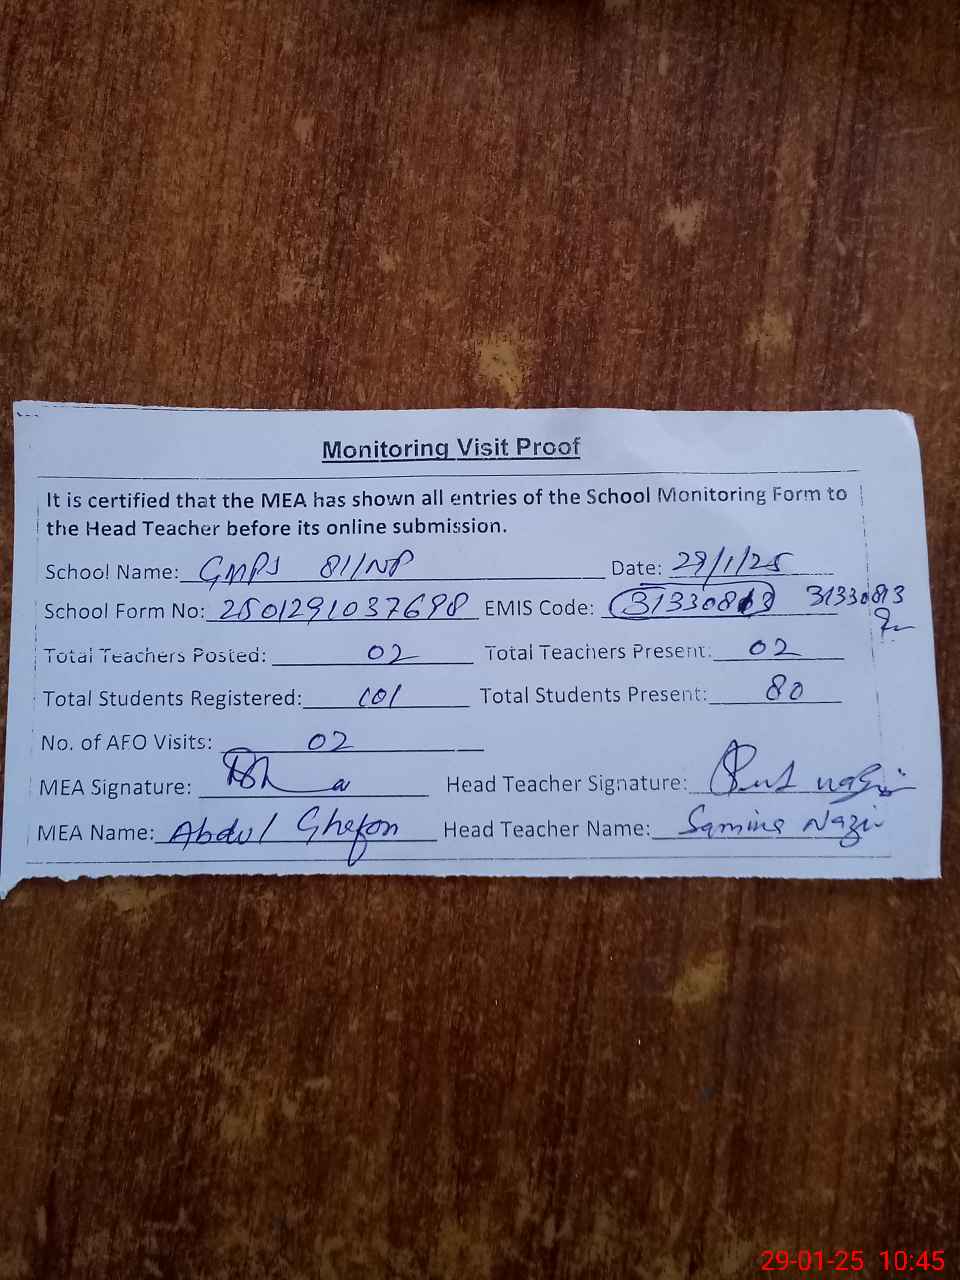 Monitoring Visit Proof
It is certified that the MEA has shown all entries of the School Monitoring Form to
the Head Teacher before its online submission.
School Name: GMPS 81/NP Date: 29/1/25
School Form No: 2501291037698 EMIS Code: 31330813 31330813
Total Teachers Posted: 02 Total Teachers Present: 02
Total Students Registered: 101 Total Students Present: 80
No. of AFO Visits: 02
MEA Signature: Head Teacher Signature:
MEA Name: Abdul Head Teacher Name: Samina Nazir
29-01-25 10:45